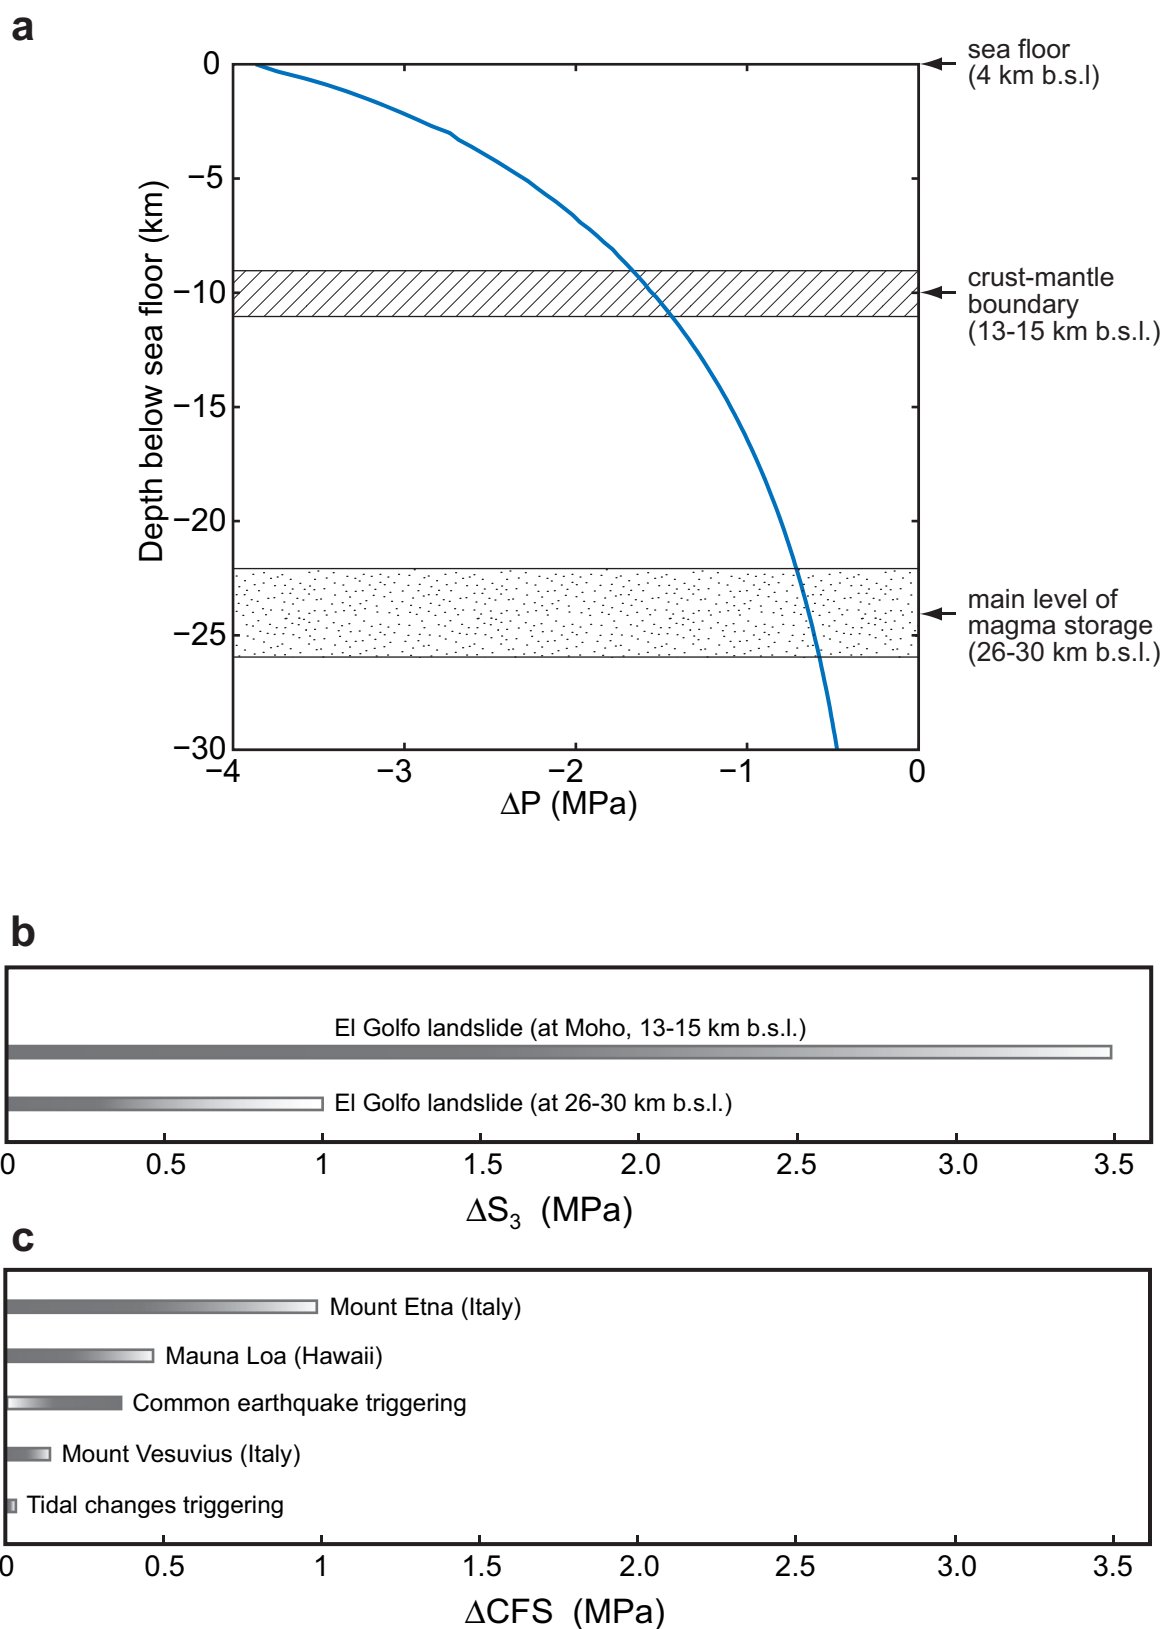 a
sea floor
(4 km b.s.l)
0
−5
−10
−15
−20
−25
−30
Depth below sea floor (km)
crust-mantle
boundary
(13-15 km b.s.l.)
main level of
magma storage
(26-30 km b.s.l.)
−4 −3 −2 −1 0
ΔP (MPa)
b
El Golfo landslide (at Moho, 13-15 km b.s.l.)
El Golfo landslide (at 26-30 km b.s.l.)
0 0.5 1 1.5 2.0 2.5 3.0 3.5
ΔS₃ (MPa)
c
Mount Etna (Italy)
Mauna Loa (Hawaii)
Common earthquake triggering
Mount Vesuvius (Italy)
Tidal changes triggering
0 0.5 1 1.5 2.0 2.5 3.0 3.5
ΔCFS (MPa)